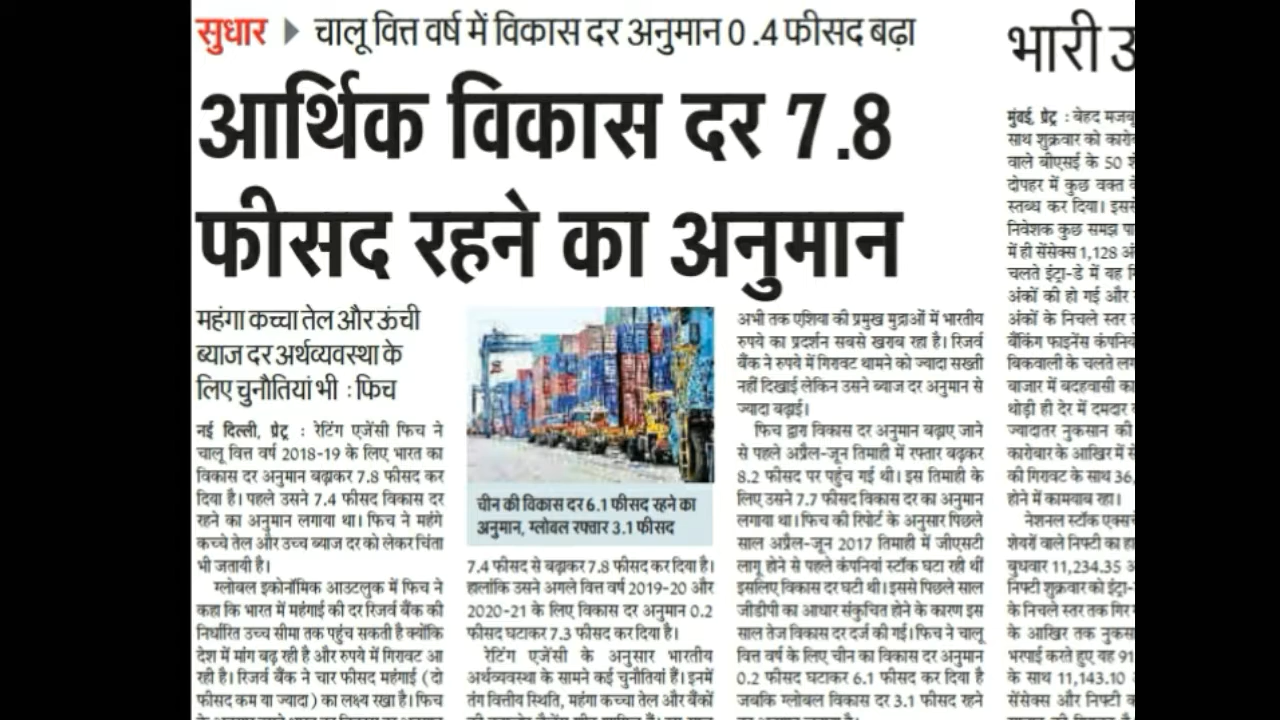 सुधार ▶ चालू वित्त वर्ष में विकास दर अनुमान 0.4 फीसद बढ़ा
आर्थिक विकास दर 7.8
फीसद रहने का अनुमान
महंगा कच्चा तेल और ऊंची
ब्याज दर अर्थव्यवस्था के
लिए चुनौतियां भी : फिच
नई दिल्ली, प्रेट्र : रेटिंग एजेंसी फिच ने
चालू वित्त वर्ष 2018-19 के लिए भारत का
विकास दर अनुमान बढ़ाकर 7.8 फीसद कर
दिया है। पहले उसने 7.4 फीसद विकास दर
रहने का अनुमान लगाया था। फिच ने महंगे
कच्चे तेल और उच्च ब्याज दर को लेकर चिंता
भी जतायी है।
ग्लोबल इकोनॉमिक आउटलुक में फिच ने
कहा कि भारत में महंगाई की दर रिजर्व बैंक की
निर्धारित उच्च सीमा तक पहुंच सकती है क्योंकि
देश में मांग बढ़ रही है और रुपये में गिरावट आ
रही है। रिजर्व बैंक ने चार फीसद महंगाई (दो
फीसद कम या ज्यादा) का लक्ष्य रखा है। फिच
चीन की विकास दर 6.1 फीसद रहने का
अनुमान, ग्लोबल रफ्तार 3.1 फीसद
7.4 फीसद से बढ़ाकर 7.8 फीसद कर दिया है।
हालांकि उसने अगले वित्त वर्ष 2019-20 और
2020-21 के लिए विकास दर अनुमान 0.2
फीसद घटाकर 7.3 फीसद कर दिया है।
रेटिंग एजेंसी के अनुसार भारतीय
अर्थव्यवस्था के सामने कई चुनौतियां हैं। इनमें
तंग वित्तीय स्थिति, महंगा कच्चा तेल और बैंकों
अभी तक एशिया की प्रमुख मुद्राओं में भारतीय
रुपये का प्रदर्शन सबसे खराब रहा है। रिजर्व
बैंक ने रुपये में गिरावट थामने को ज्यादा सख्ती
नहीं दिखाई लेकिन उसने ब्याज दर अनुमान से
ज्यादा बढ़ाई।
फिच द्वारा विकास दर अनुमान बढ़ाए जाने
से पहले अप्रैल-जून तिमाही में रफ्तार बढ़कर
8.2 फीसद पर पहुंच गई थी। इस तिमाही के
लिए उसने 7.7 फीसद विकास दर का अनुमान
लगाया था। फिच की रिपोर्ट के अनुसार पिछले
साल अप्रैल-जून 2017 तिमाही में जीएसटी
लागू होने से पहले कंपनियां स्टॉक घटा रही थीं
इसलिए विकास दर घटी थी। इससे पिछले साल
जीडीपी का आधार संकुचित होने के कारण इस
साल तेज विकास दर दर्ज की गई। फिच ने चालू
वित्त वर्ष के लिए चीन का विकास दर अनुमान
0.2 फीसद घटाकर 6.1 फीसद कर दिया है
जबकि ग्लोबल विकास दर 3.1 फीसद रहने
भारी
मुंबई, प्रेट्र : बेहद
साथ शुक्रवार को
वाले बीएसई के 50
दोपहर में कुछ वक्त
स्तब्ध कर दिया।
निवेशक कुछ समझ
में ही सेंसेक्स 1,128
चलते इंट्रा-डे में यह
अंकों की हो गई और
अंकों के निचले स्तर
बैंकिंग फाइनेंस
बिकवाली के चलते
बाजार में बदहवासी का
थोड़ी ही देर में दमदार
ज्यादातर नुकसान की
कारोबार के आखिर में
की गिरावट के साथ 36,
होने में कामयाब रहा।
नेशनल स्टॉक
शेयरों वाले निफ्टी का
बुधवार 11,234.35
निफ्टी शुक्रवार को इंट्रा-
के निचले स्तर तक गिर
के आखिर तक
भरपाई करते हुए यह 91
के साथ 11,143.10
सेंसेक्स और निफ्टी